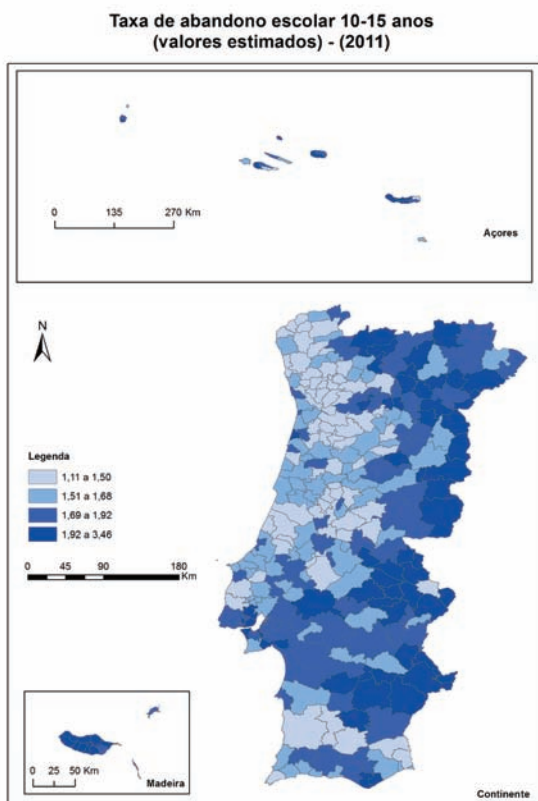 Taxa de abandono escolar 10-15 anos
(valores estimados) - (2011)
0 135 270 Km
Açores
N
Legenda
1,11 a 1,50
1,51 a 1,68
1,69 a 1,92
1,92 a 3,46
0 45 90 180
Km
0 25 50 Km
Madeira
Continente